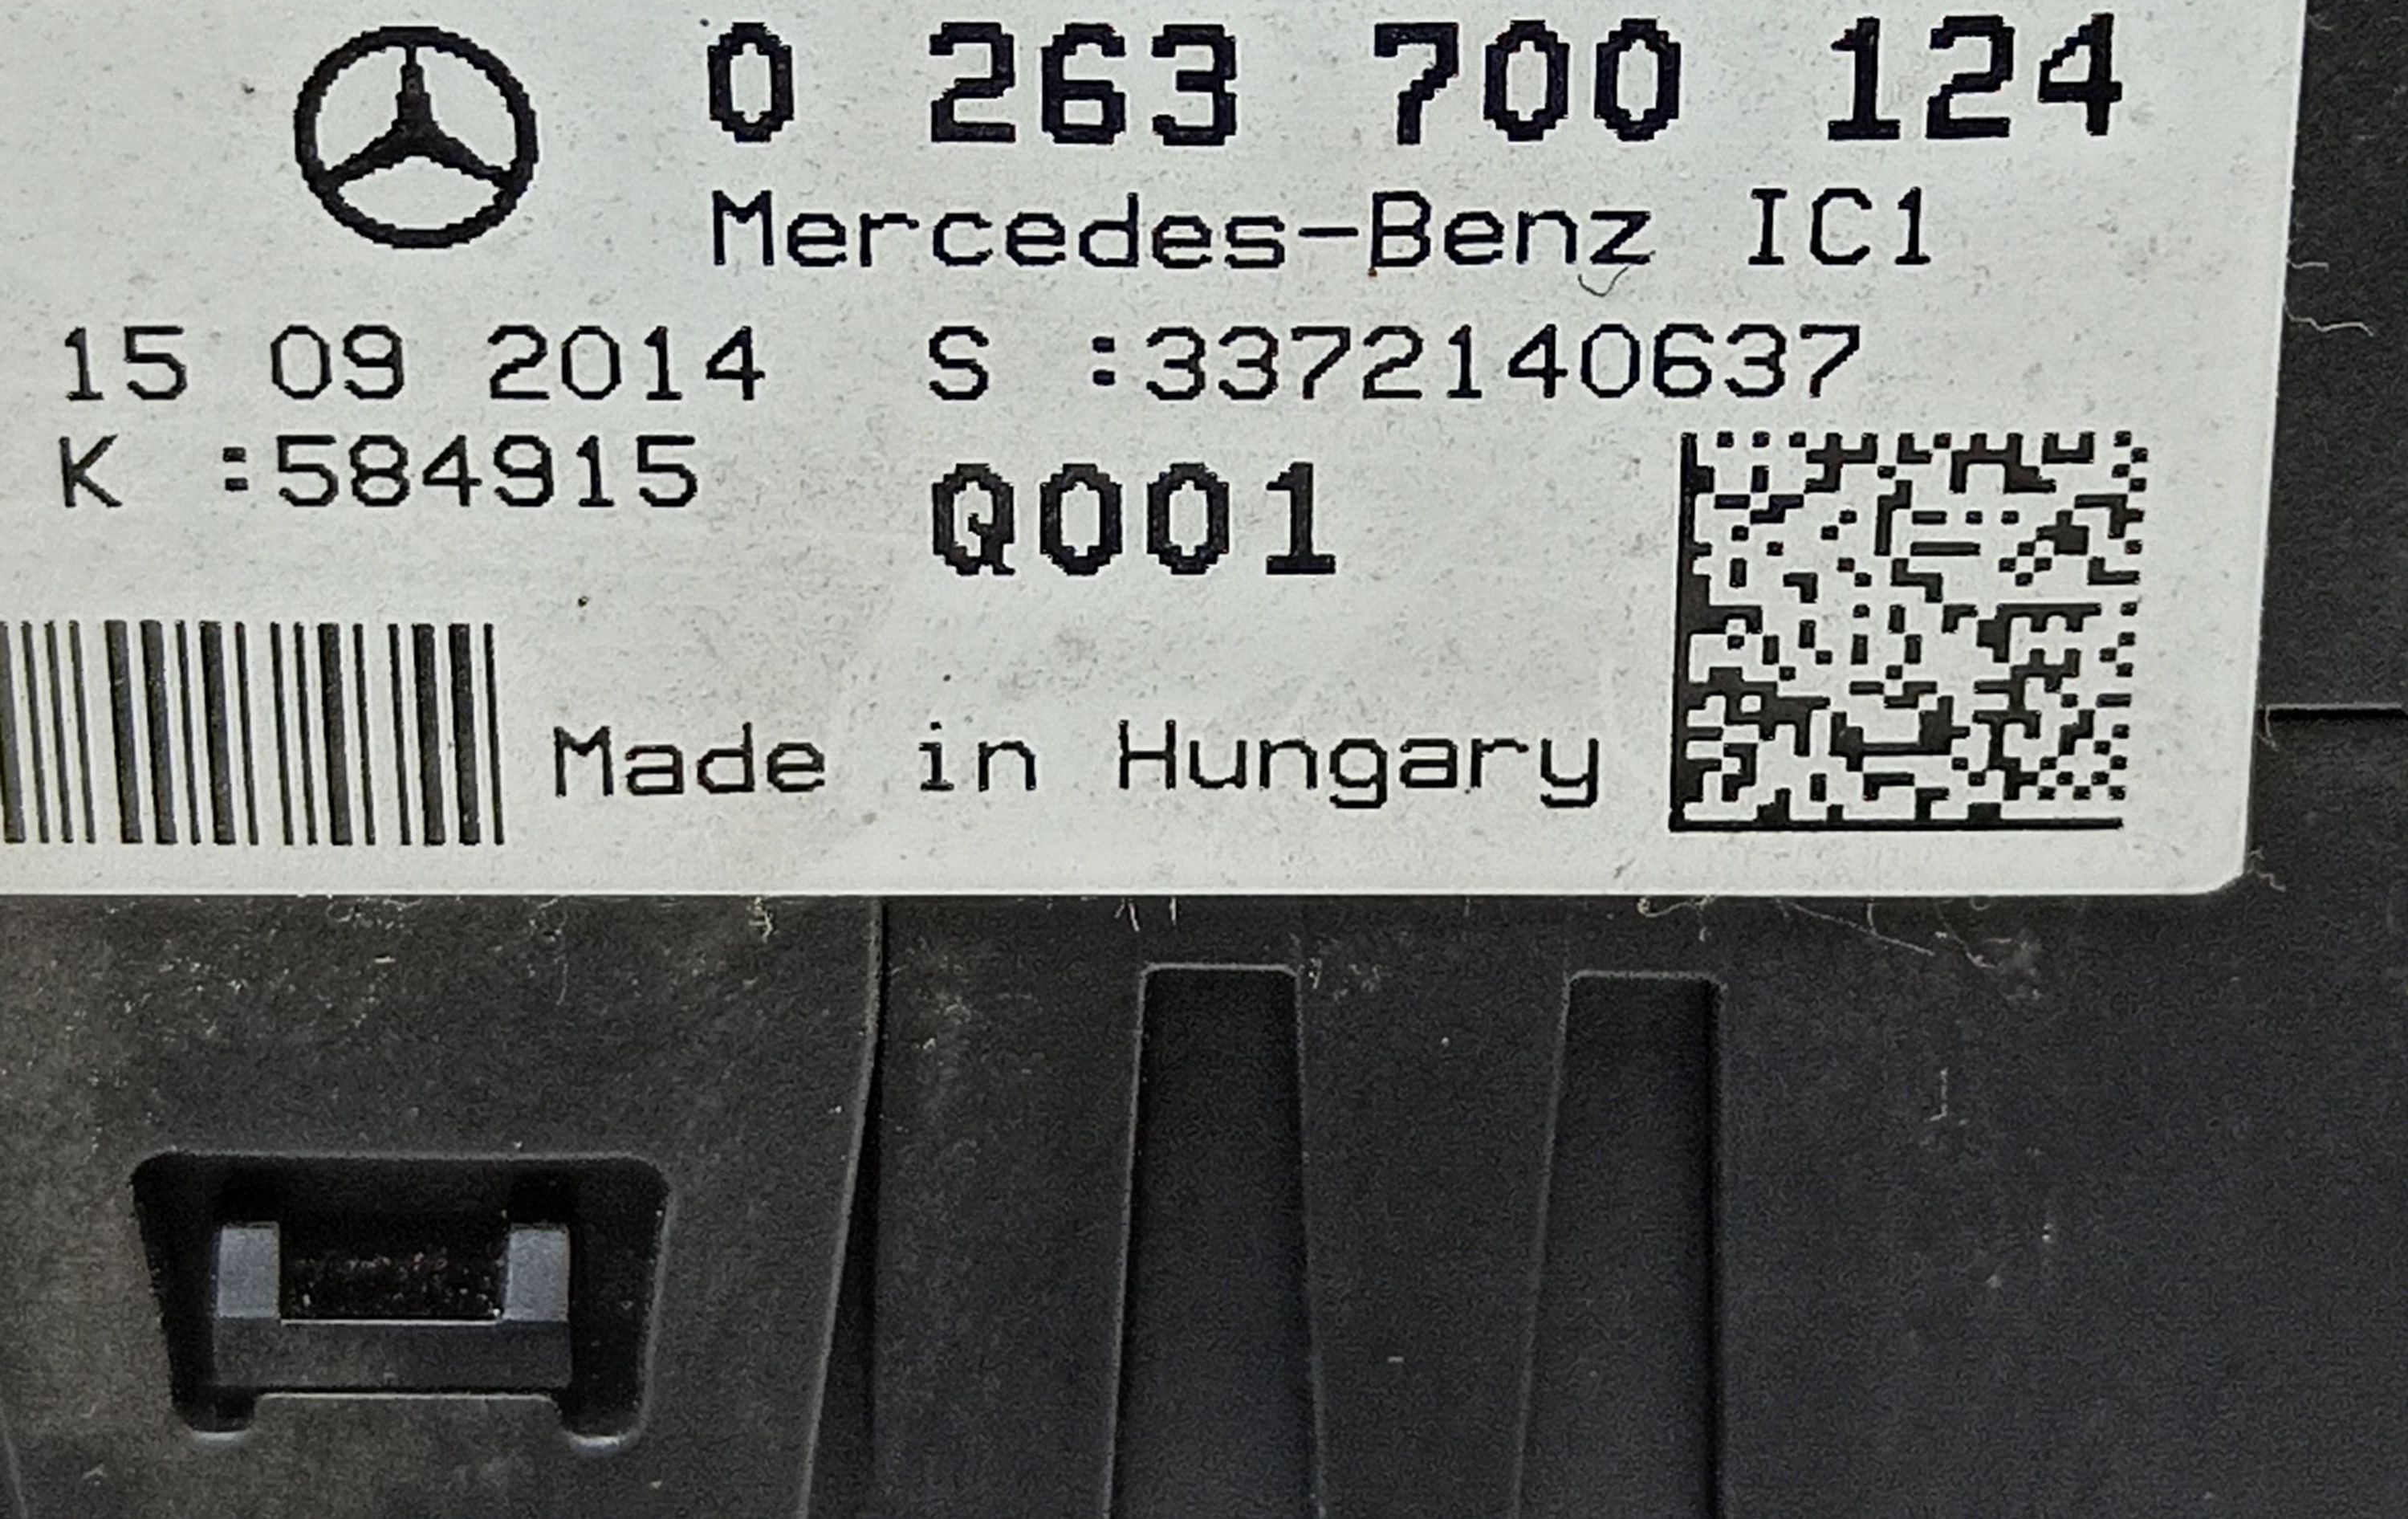 0 263 700 124
Mercedes-Benz IC1
15 09 2014 S :3372140637
K :584915 Q001
Made in Hungary